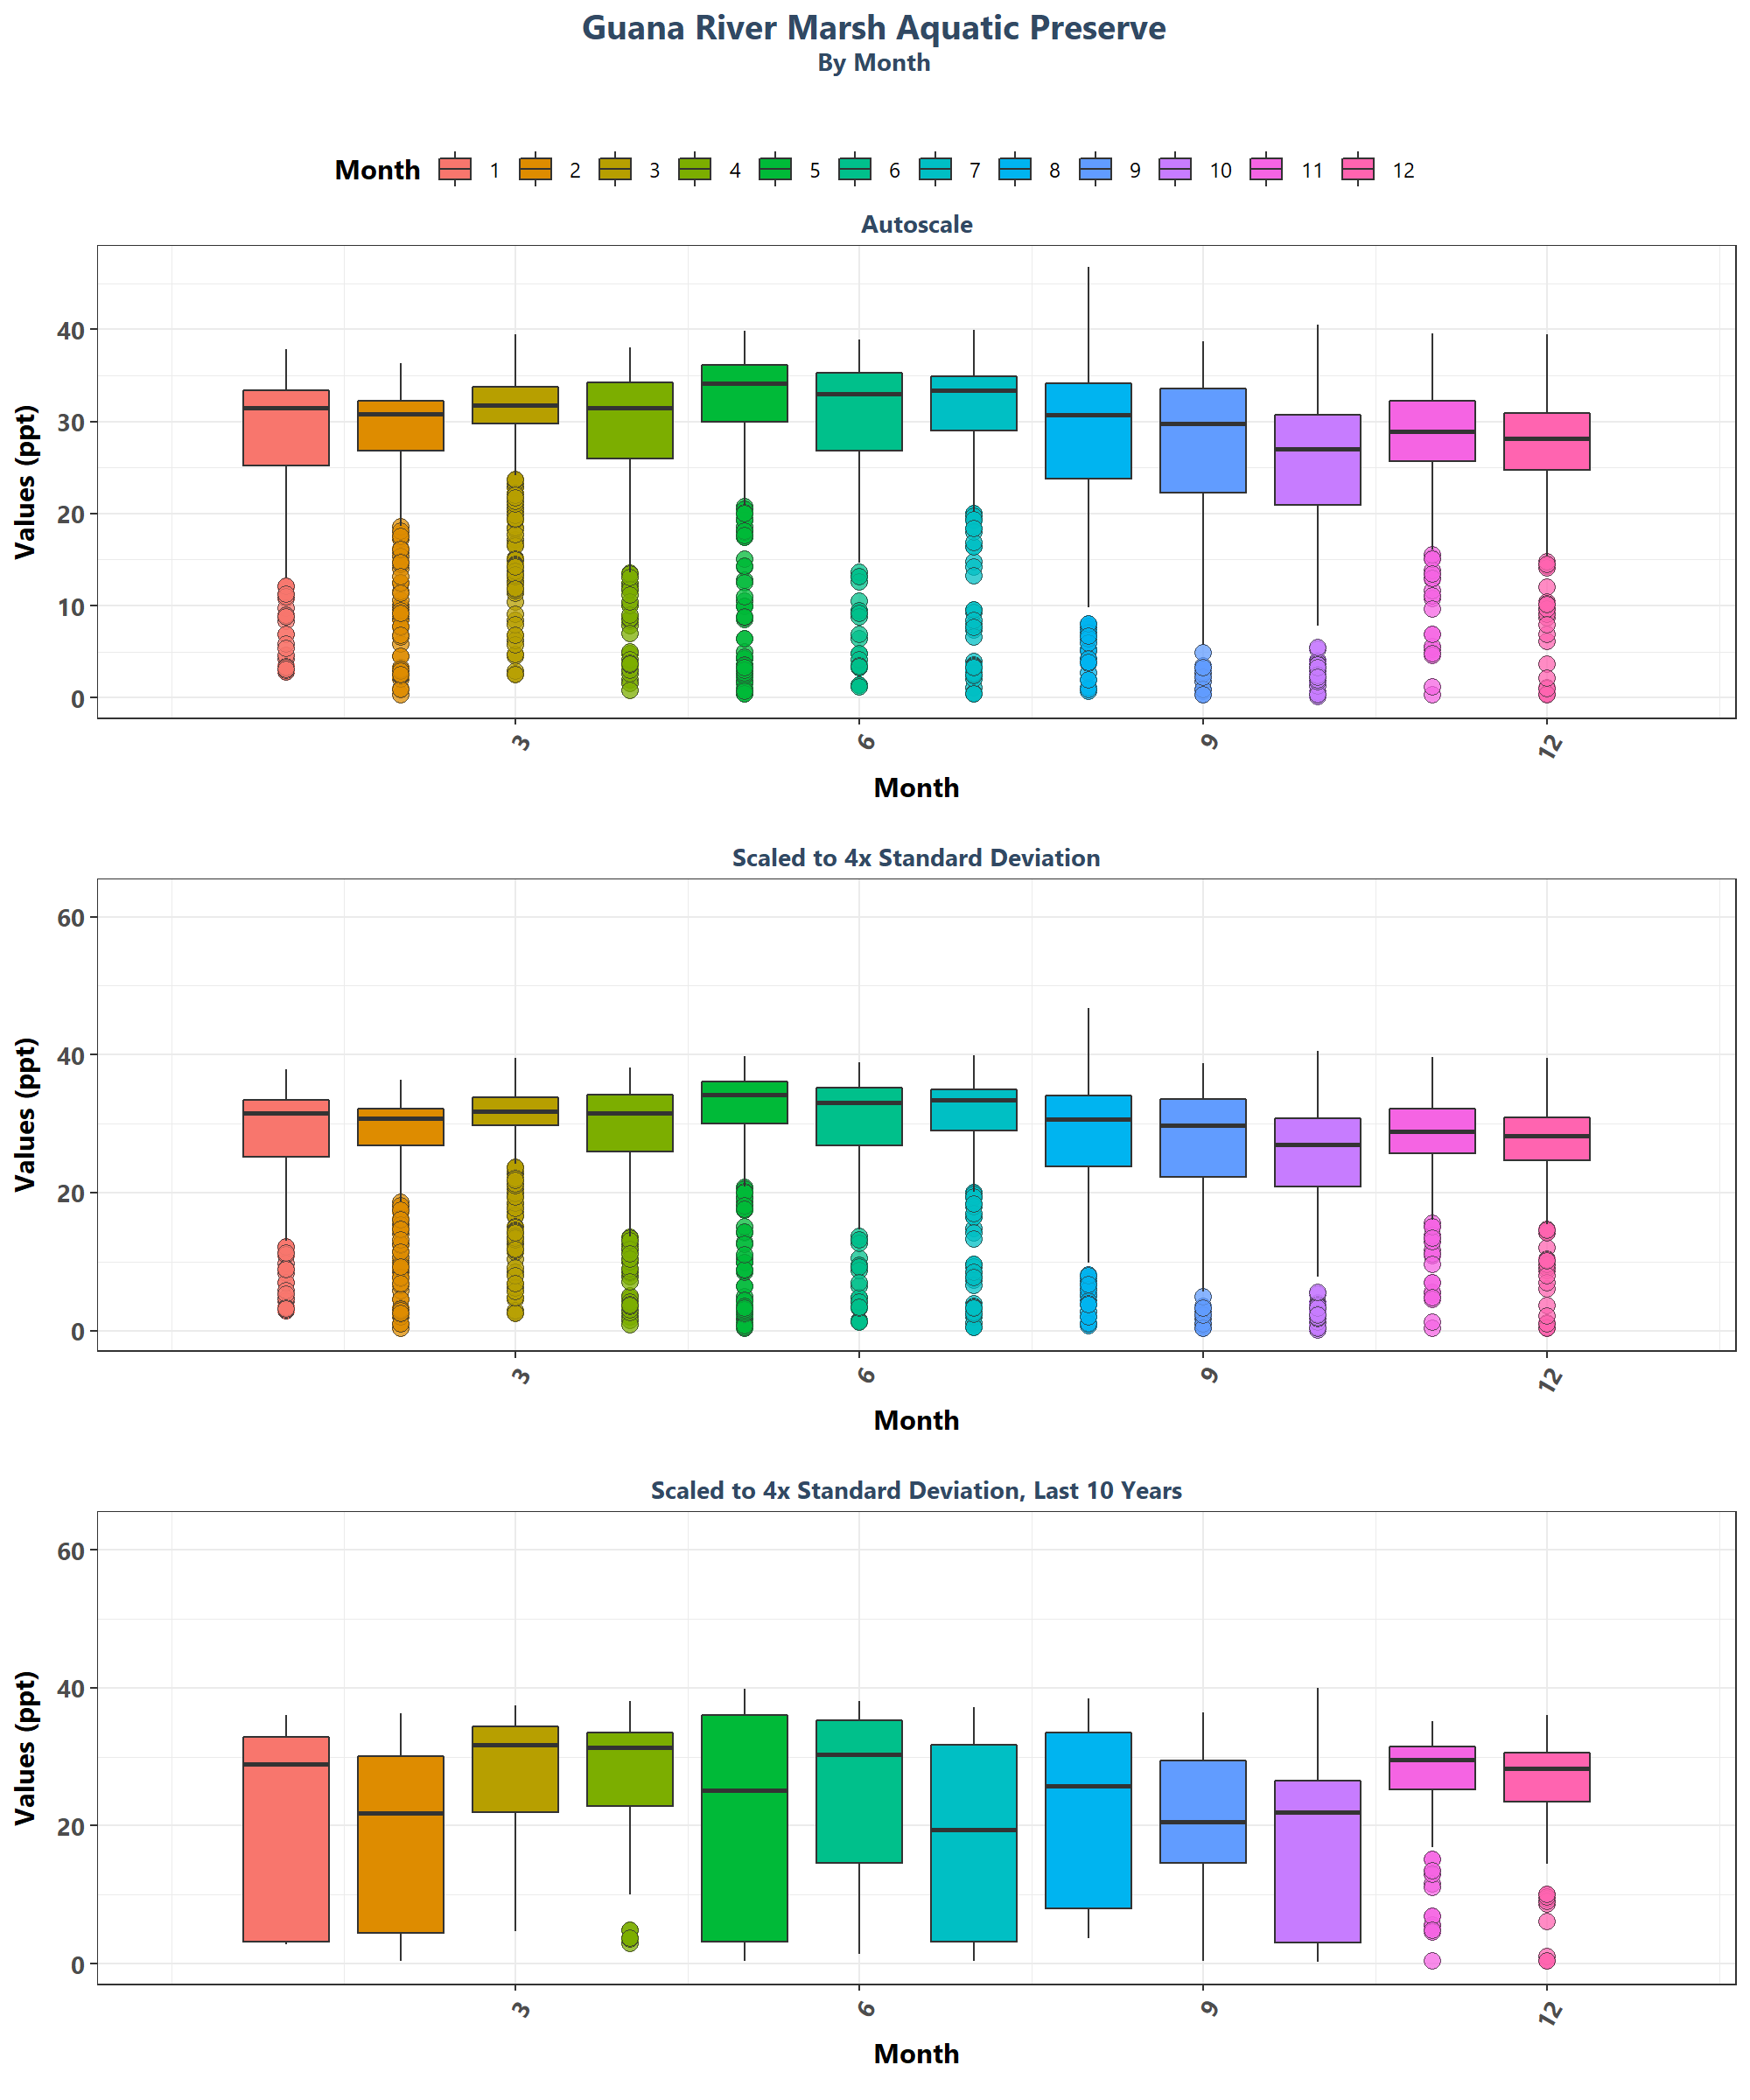 Guana River Marsh Aquatic Preserve
By Month
Month 1 2 3 4 5 6 7 8 9 10 11 12
Autoscale
Values (ppt)
40
30
20
10
0
3 6 9 12
Month
Scaled to 4x Standard Deviation
Values (ppt)
60
40
20
0
3 6 9 12
Month
Scaled to 4x Standard Deviation, Last 10 Years
Values (ppt)
60
40
20
0
3 6 9 12
Month